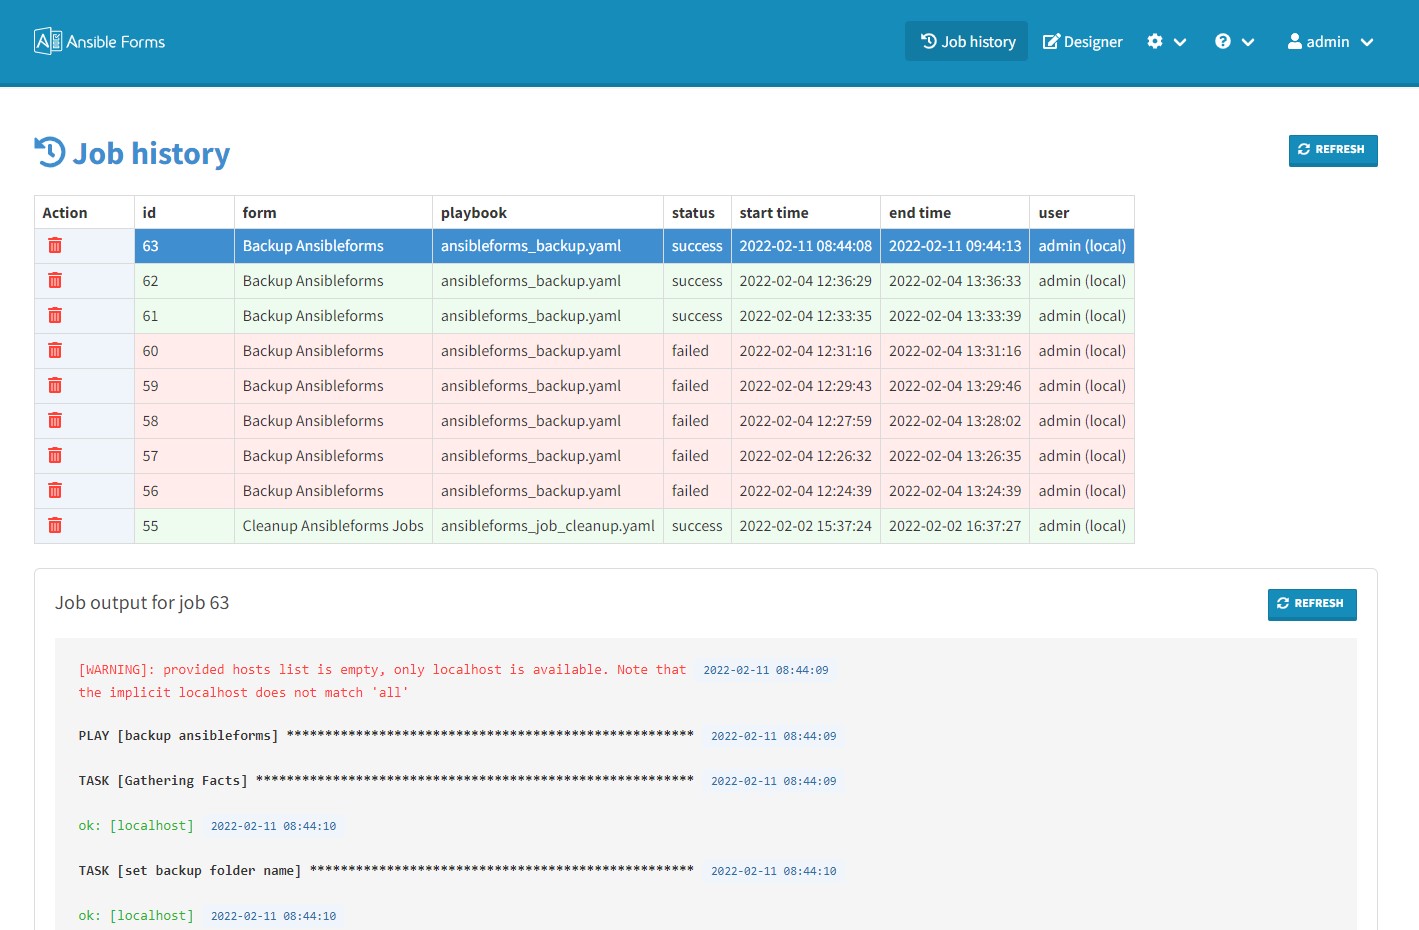 Ansible Forms
Job history Designer admin
Job history
REFRESH
Action id form playbook status start time end time user
63 Backup Ansibleforms ansibleforms_backup.yaml success 2022-02-11 08:44:08 2022-02-11 09:44:13 admin (local)
62 Backup Ansibleforms ansibleforms_backup.yaml success 2022-02-04 12:36:29 2022-02-04 13:36:33 admin (local)
61 Backup Ansibleforms ansibleforms_backup.yaml success 2022-02-04 12:33:35 2022-02-04 13:33:39 admin (local)
60 Backup Ansibleforms ansibleforms_backup.yaml failed 2022-02-04 12:31:16 2022-02-04 13:31:16 admin (local)
59 Backup Ansibleforms ansibleforms_backup.yaml failed 2022-02-04 12:29:43 2022-02-04 13:29:46 admin (local)
58 Backup Ansibleforms ansibleforms_backup.yaml failed 2022-02-04 12:27:59 2022-02-04 13:28:02 admin (local)
57 Backup Ansibleforms ansibleforms_backup.yaml failed 2022-02-04 12:26:32 2022-02-04 13:26:35 admin (local)
56 Backup Ansibleforms ansibleforms_backup.yaml failed 2022-02-04 12:24:39 2022-02-04 13:24:39 admin (local)
55 Cleanup Ansibleforms Jobs ansibleforms_job_cleanup.yaml success 2022-02-02 15:37:24 2022-02-02 16:37:27 admin (local)
Job output for job 63
REFRESH
[WARNING]: provided hosts list is empty, only localhost is available. Note that 2022-02-11 08:44:09
the implicit localhost does not match 'all'
PLAY [backup ansibleforms] ***************************************************** 2022-02-11 08:44:09
TASK [Gathering Facts] ********************************************************* 2022-02-11 08:44:09
ok: [localhost] 2022-02-11 08:44:10
TASK [set backup folder name] ************************************************** 2022-02-11 08:44:10
ok: [localhost] 2022-02-11 08:44:10